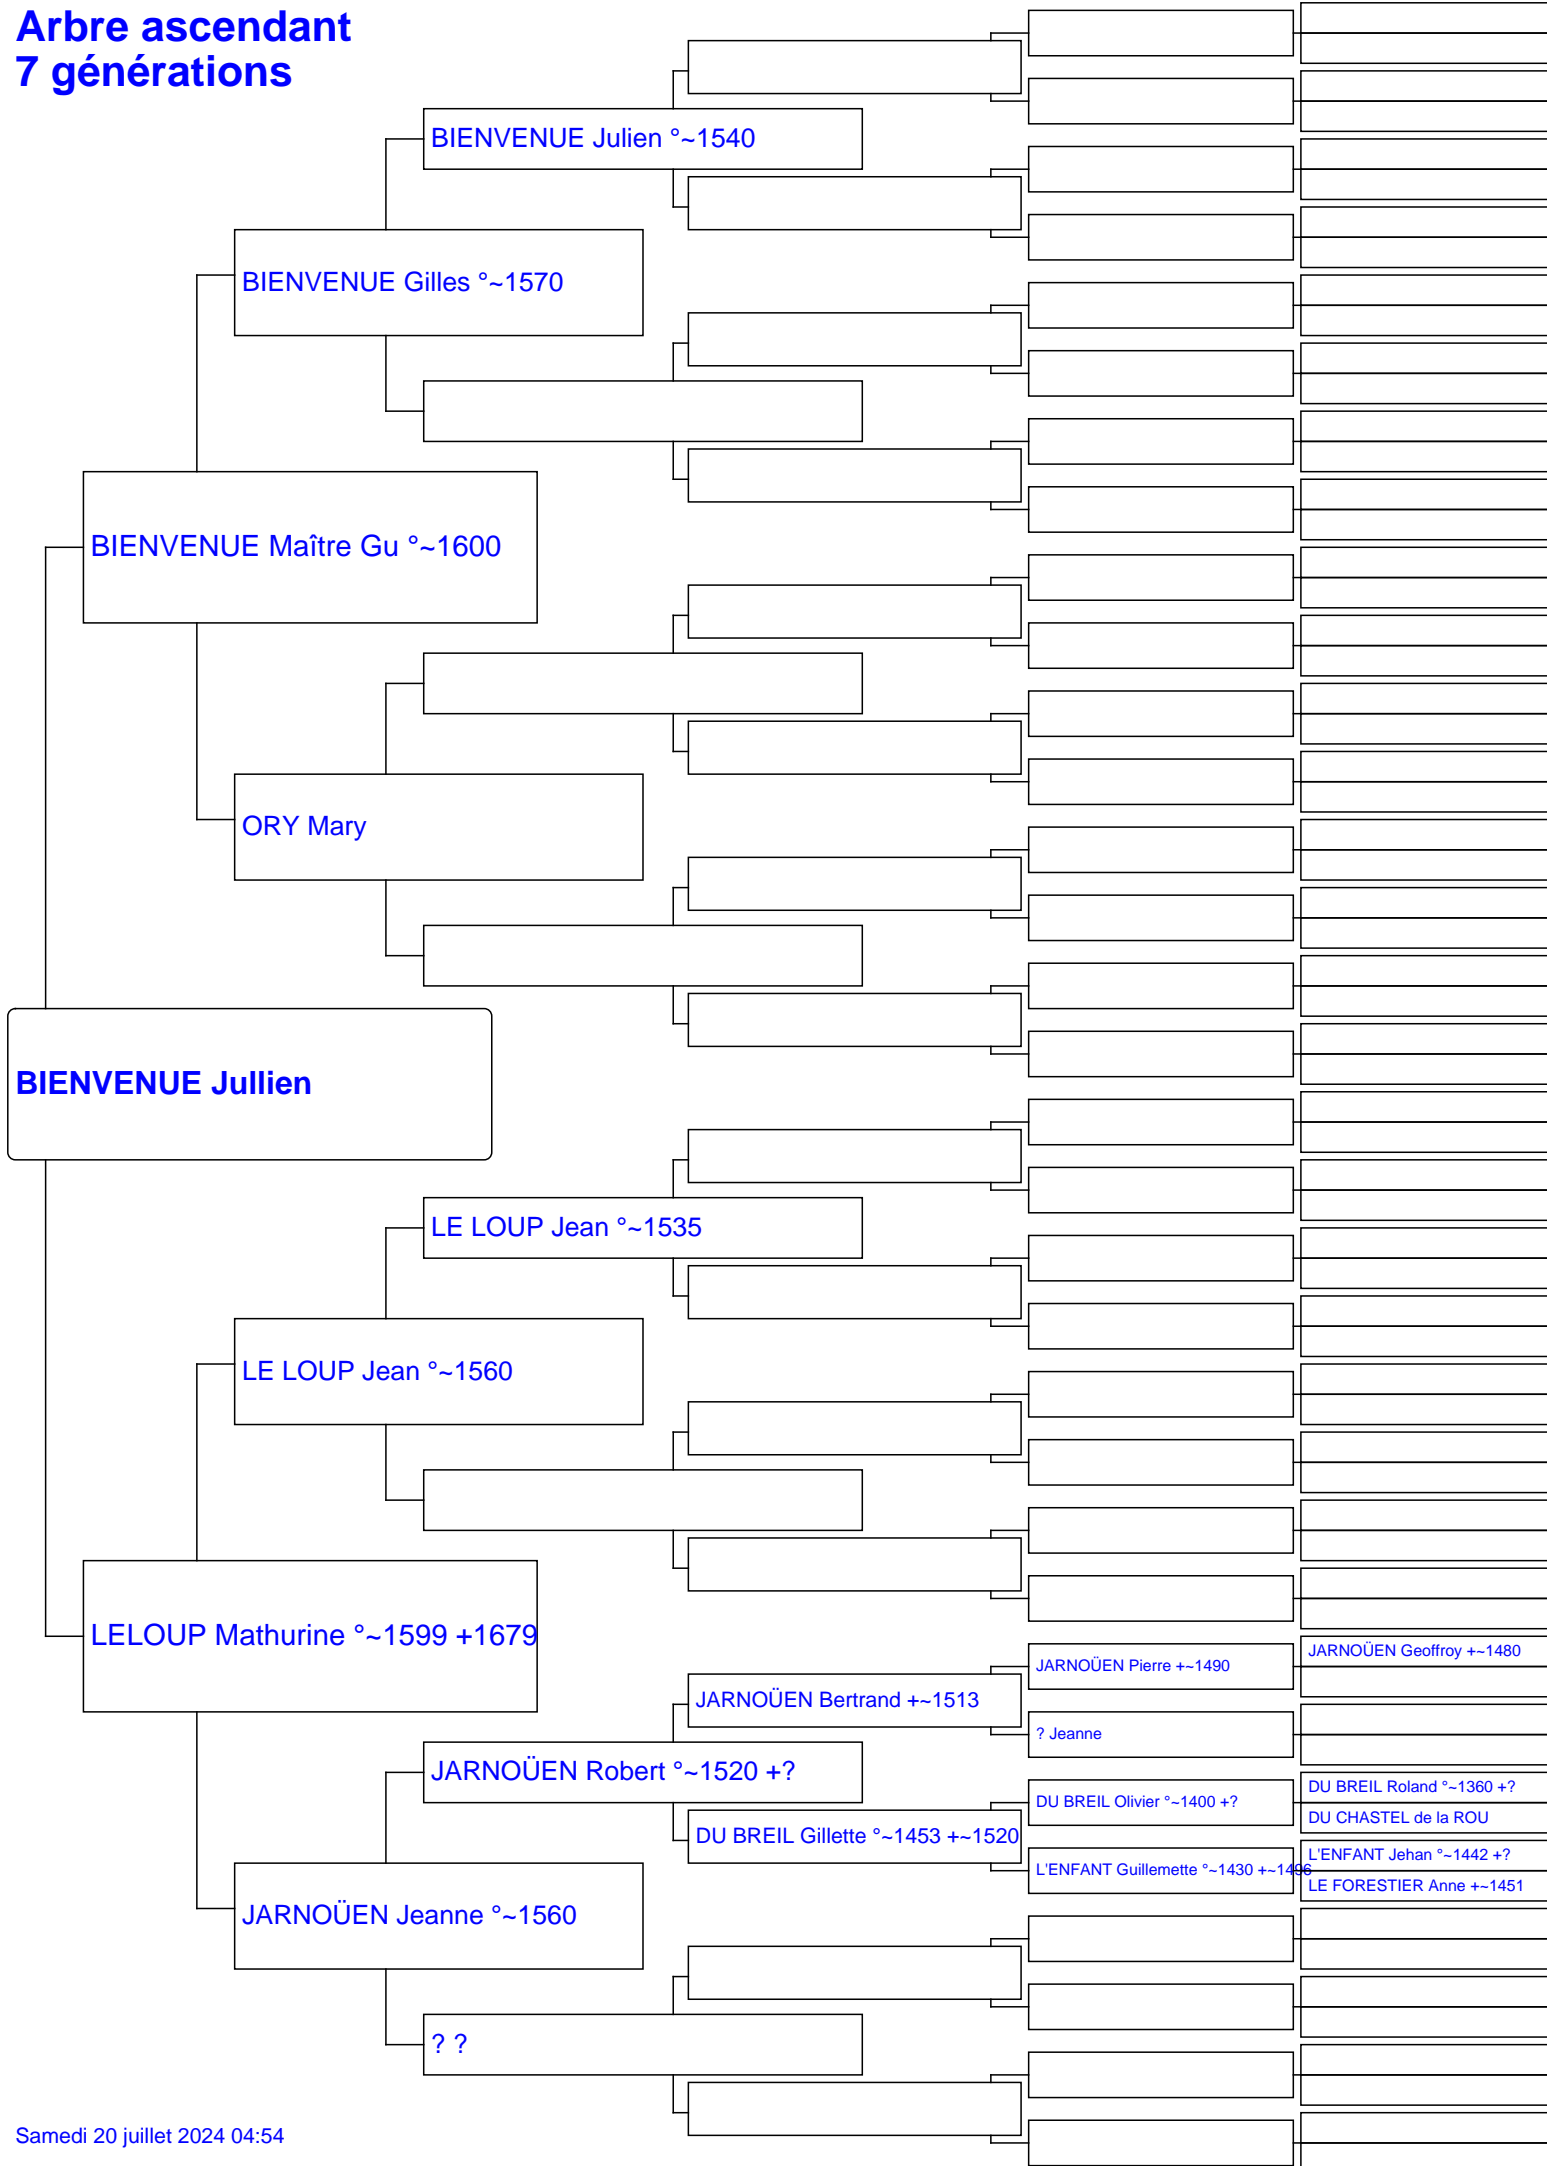 Arbre ascendant
7 générations
BIENVENUE Julien °~1540
BIENVENUE Gilles °~1570
BIENVENUE Maître Gu °~1600
ORY Mary
BIENVENUE Jullien
LE LOUP Jean °~1535
LE LOUP Jean °~1560
LELOUP Mathurine °~1599 +1679
JARNOÜEN Geoffroy +~1480
JARNOÜEN Pierre +~1490
JARNOÜEN Bertrand +~1513
? Jeanne
JARNOÜEN Robert °~1520 +?
DU BREIL Roland °~1360 +?
DU BREIL Olivier °~1400 +?
DU CHASTEL de la ROU
DU BREIL Gillette °~1453 +~1520
L'ENFANT Jehan °~1442 +?
L'ENFANT Guillemette °~1430 +~1496
LE FORESTIER Anne +~1451
JARNOÜEN Jeanne °~1560
? ?
Samedi 20 juillet 2024 04:54